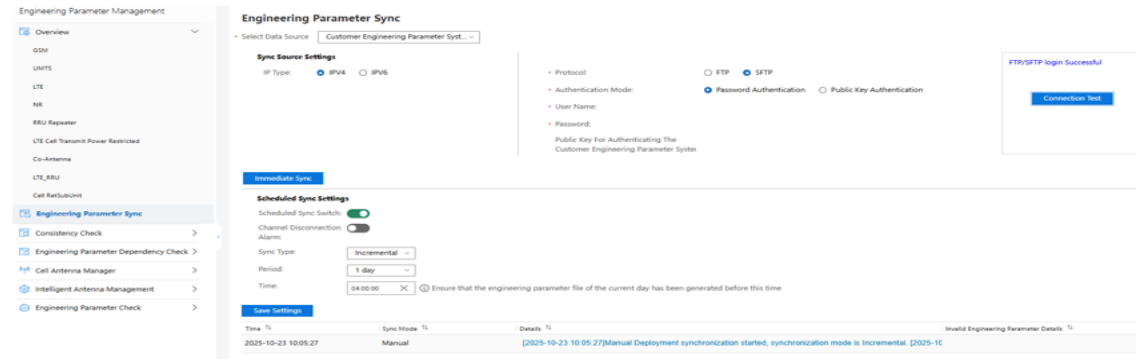 Engineering Parameter Management
Overview
GSM
UMTS
LTE
NR
RRU Repeater
LTE Cell Transmit Power Restricted
Co-Antenna
LTE_RRU
Cell RetSubUnit
Engineering Parameter Sync
Consistency Check
Engineering Parameter Dependency Check
Cell Antenna Manager
Intelligent Antenna Management
Engineering Parameter Check
Engineering Parameter Sync
• Select Data Source Customer Engineering Parameter Syst...
Sync Source Settings
IP Type: IPV4 IPV6
• Protocol: FTP SFTP
• Authentication Mode: Password Authentication Public Key Authentication
• User Name:
• Password:
Public Key For Authenticating The
Customer Engineering Parameter Syster
FTP/SFTP login Successful
Connection Test
Immediate Sync
Scheduled Sync Settings
Scheduled Sync Switch:
Channel Disconnection
Alarm:
Sync Type: Incremental
Period: 1 day
Time: 04:00:00 Ensure that the engineering parameter file of the current day has been generated before this time
Save Settings
Time Sync Mode Details Invalid Engineering Parameter Details
2025-10-23 10:05:27 Manual [2025-10-23 10:05:27]Manual Deployment synchronization started, synchronization mode is Incremental. [2025-10